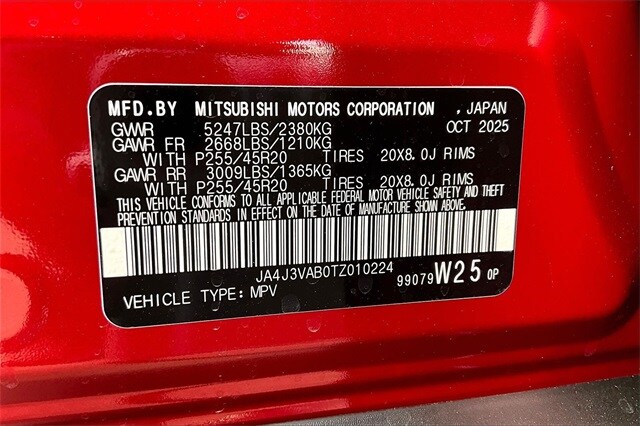 MFD.BY MITSUBISHI MOTORS CORPORATION , JAPAN
GVWR 5247LBS/2380KG OCT 2025
GAWR FR 2668LBS/1210KG
WITH P255/45R20 TIRES 20X8.0J RIMS
GAWR RR 3009LBS/1365KG
WITH P255/45R20 TIRES 20X8.0J RIMS
THIS VEHICLE CONFORMS TO ALL APPLICABLE FEDERAL MOTOR VEHICLE SAFETY AND THEFT
PREVENTION STANDARDS IN EFFECT ON THE DATE OF MANUFACTURE SHOWN ABOVE.
JA4J3VAB0TZ010224
99079 W25 OP
VEHICLE TYPE: MPV